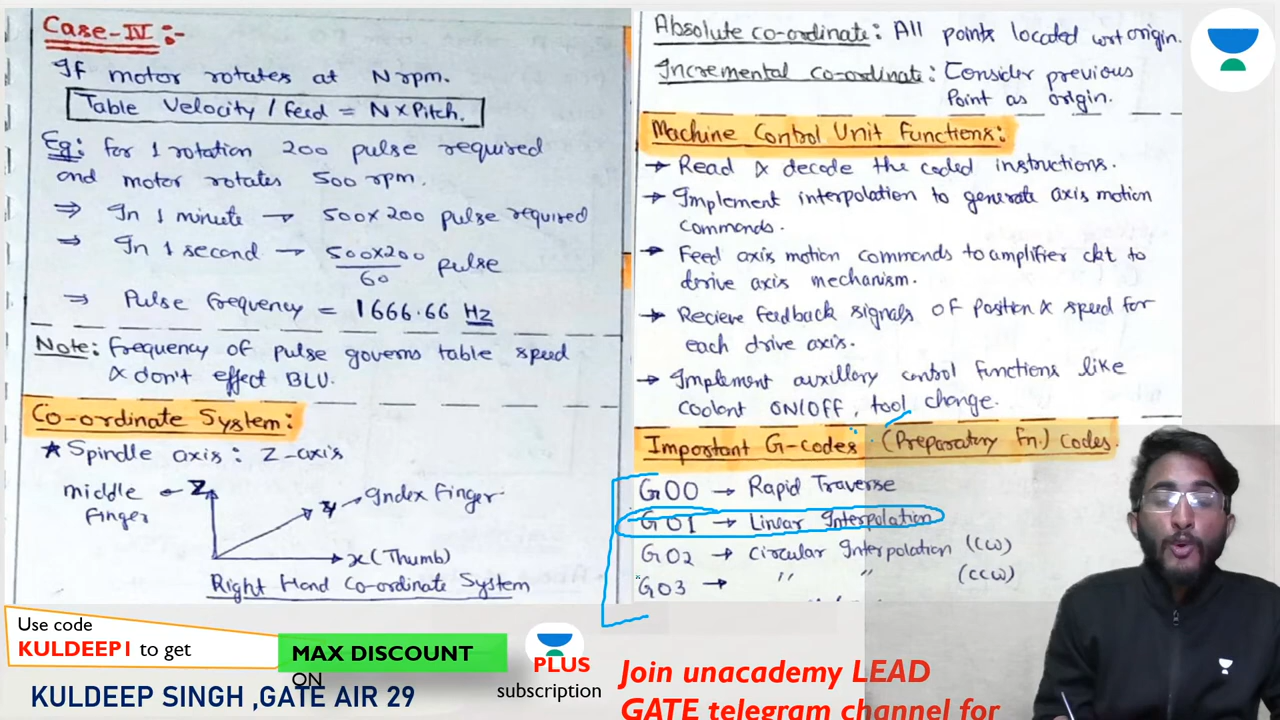 Case-IV :-
If motor rotates at N rpm.
Table Velocity / feed = N×Pitch.
Eg: for 1 rotation 200 pulse required
and motor rotates 500 rpm.
⇒ In 1 minute → 500×200 pulse required
⇒ In 1 second → 500×200 / 60 pulse
⇒ Pulse frequency = 1666.66 Hz
Note: frequency of pulse governs table speed
& don't effect BLU.
Co-ordinate System:
★ Spindle axis: Z-axis
middle finger ← Z
y → Index Finger
x (Thumb)
Right Hand Co-ordinate System
Absolute co-ordinate: All points located wrt origin.
Incremental co-ordinate: Consider previous
Point as origin.
Machine Control Unit Functions:
→ Read & decode the coded instructions.
→ Implement interpolation to generate axis motion
commands.
→ Feed axis motion commands to amplifier ckt to
drive axis mechanism.
→ Recieve feedback signals of position & speed for
each drive axis.
→ Implement auxillary control functions like
coolant ON/OFF, tool change.
Important G-codes (Preparatory Fn.) Codes.
G00 → Rapid Traverse
G01 → Linear Interpolation
G02 → Circular Interpolation (CW)
G03 → " " (CCW)
Use code
KULDEEP1 to get
MAX DISCOUNT
ON
PLUS
subscription
KULDEEP SINGH ,GATE AIR 29
Join unacademy LEAD
GATE telegram channel for